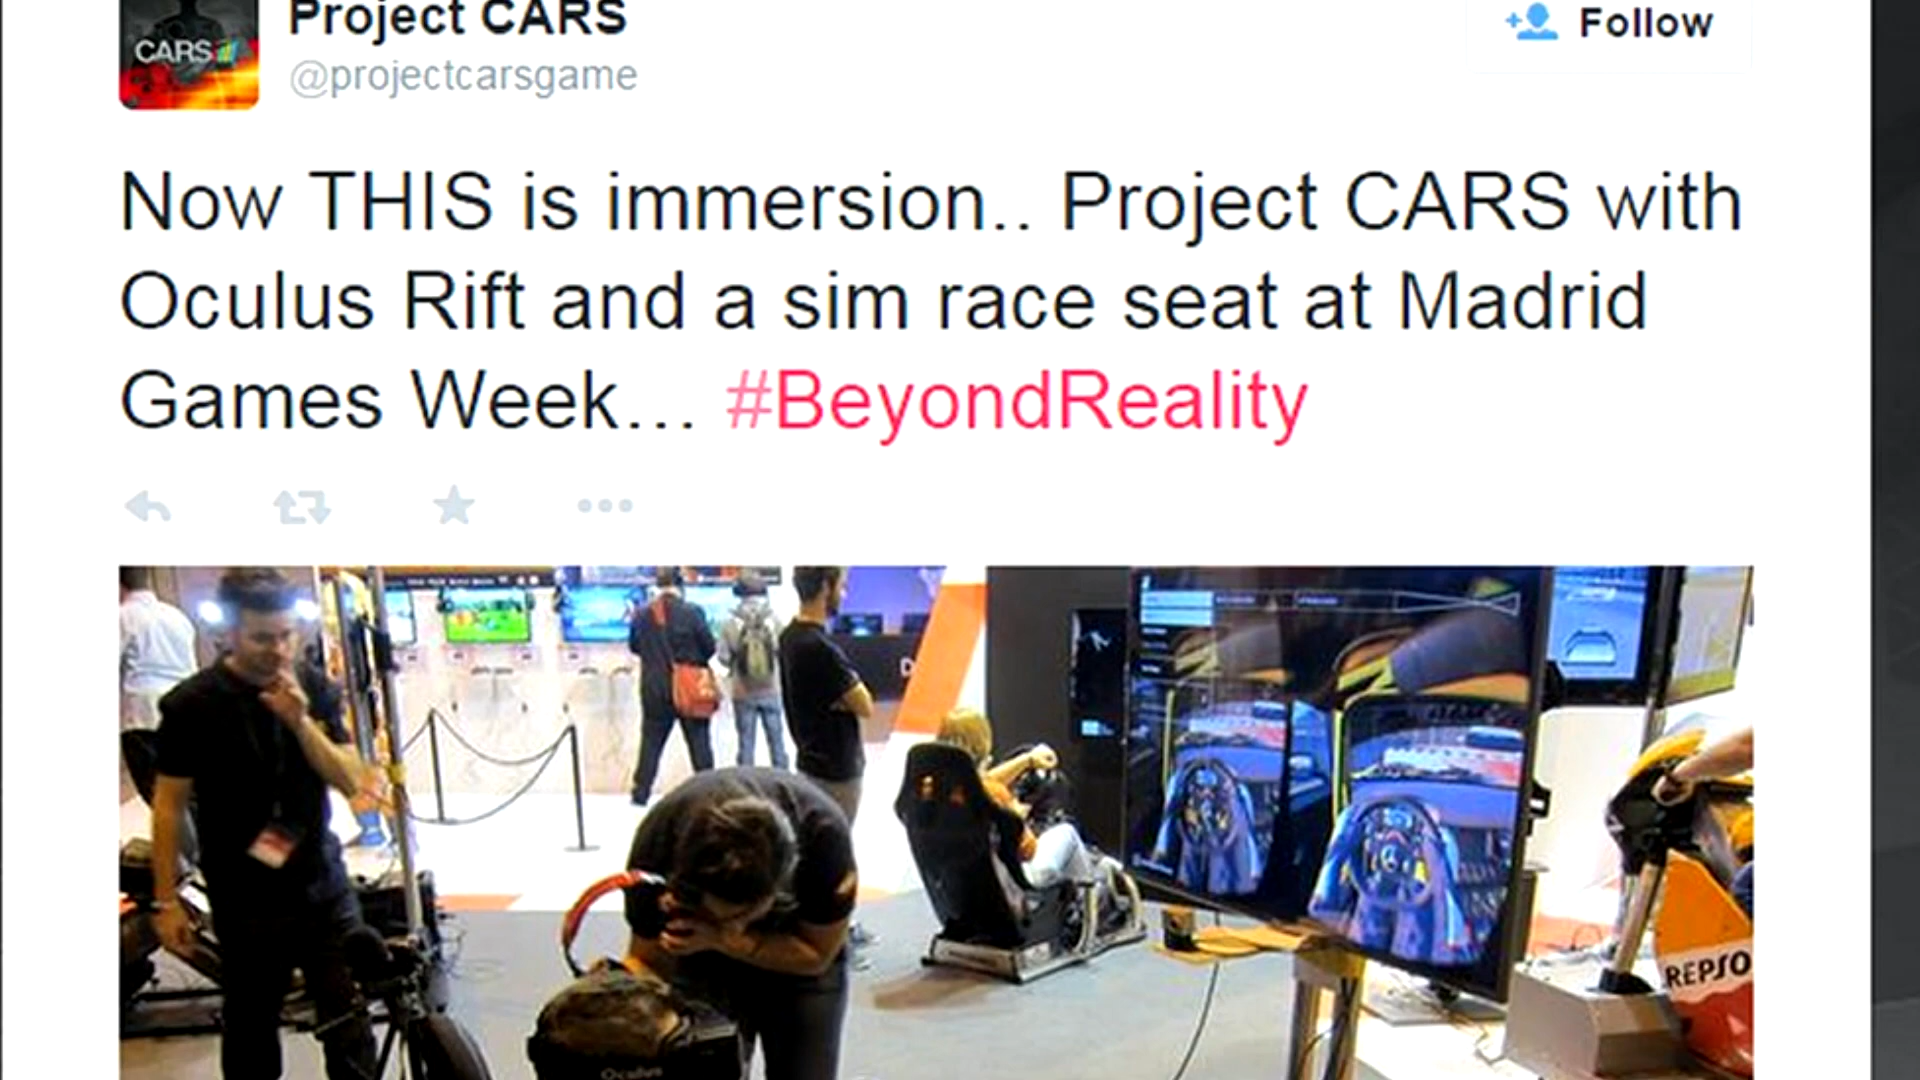 Project CARS
@projectcarsgame
Follow
CARS
Now THIS is immersion.. Project CARS with
Oculus Rift and a sim race seat at Madrid
Games Week... #BeyondReality
REPSO
Oculus